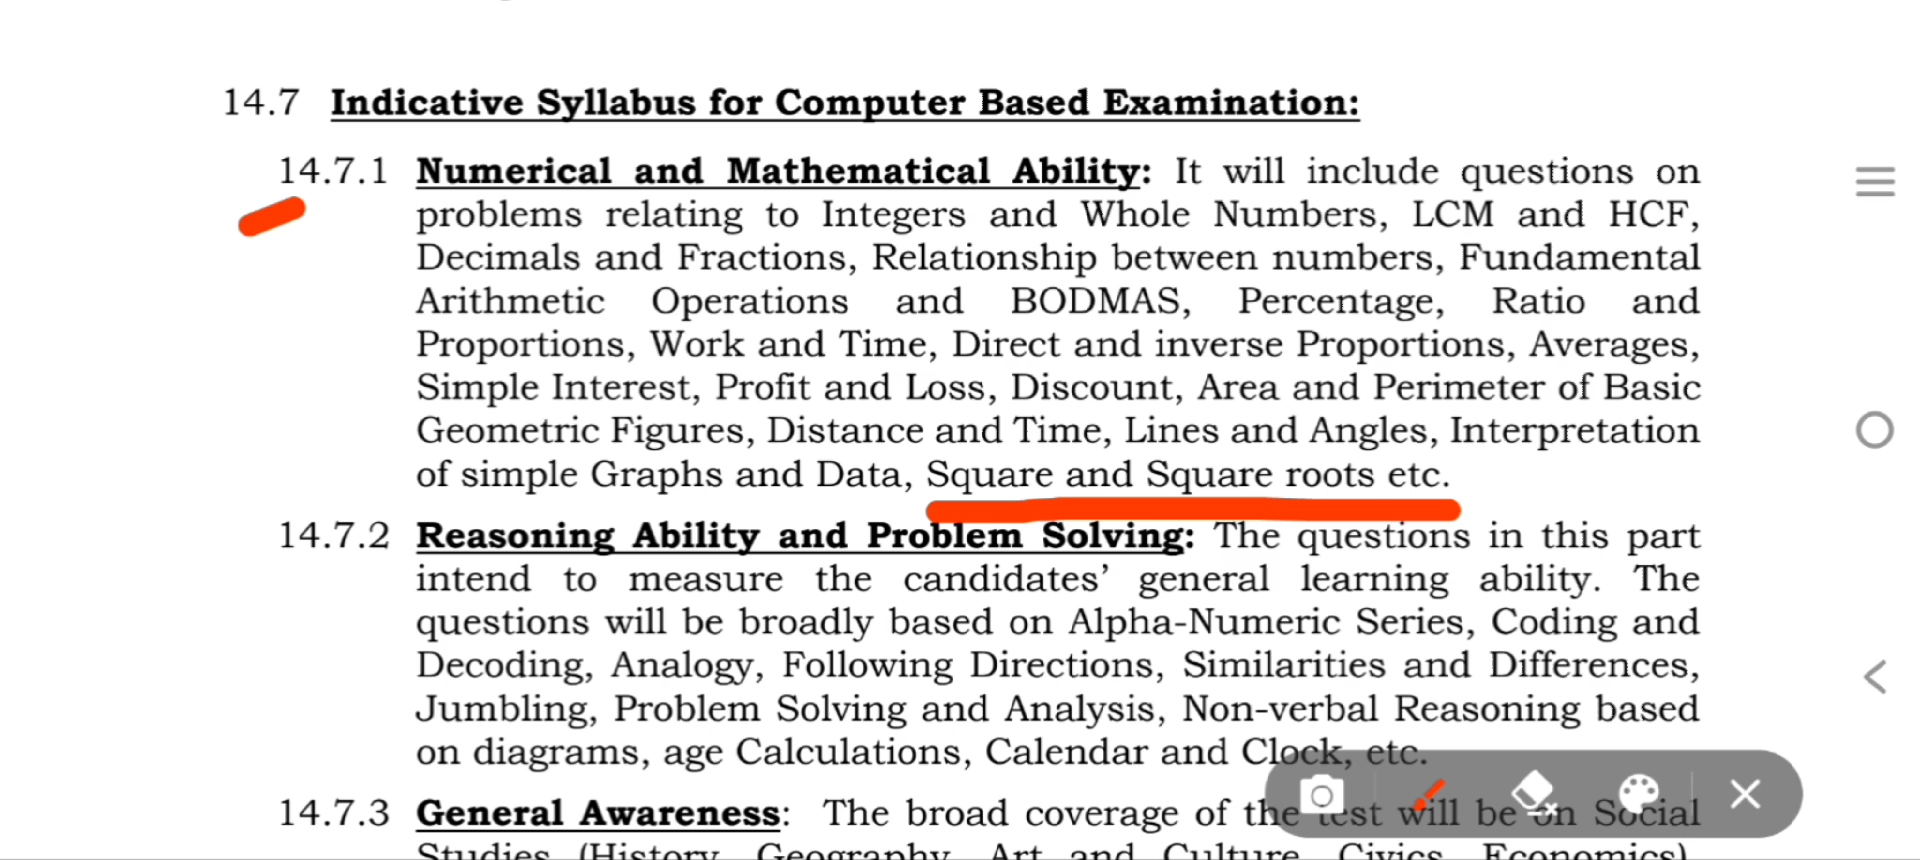 14.7 Indicative Syllabus for Computer Based Examination:
14.7.1 Numerical and Mathematical Ability: It will include questions on
problems relating to Integers and Whole Numbers, LCM and HCF,
Decimals and Fractions, Relationship between numbers, Fundamental
Arithmetic Operations and BODMAS, Percentage, Ratio and
Proportions, Work and Time, Direct and inverse Proportions, Averages,
Simple Interest, Profit and Loss, Discount, Area and Perimeter of Basic
Geometric Figures, Distance and Time, Lines and Angles, Interpretation
of simple Graphs and Data, Square and Square roots etc.
14.7.2 Reasoning Ability and Problem Solving: The questions in this part
intend to measure the candidates’ general learning ability. The
questions will be broadly based on Alpha-Numeric Series, Coding and
Decoding, Analogy, Following Directions, Similarities and Differences,
Jumbling, Problem Solving and Analysis, Non-verbal Reasoning based
on diagrams, age Calculations, Calendar and Clock, etc.
14.7.3 General Awareness: The broad coverage of the test will be on Social
Studies (History, Geography, Art and Culture, Civics, Economics)